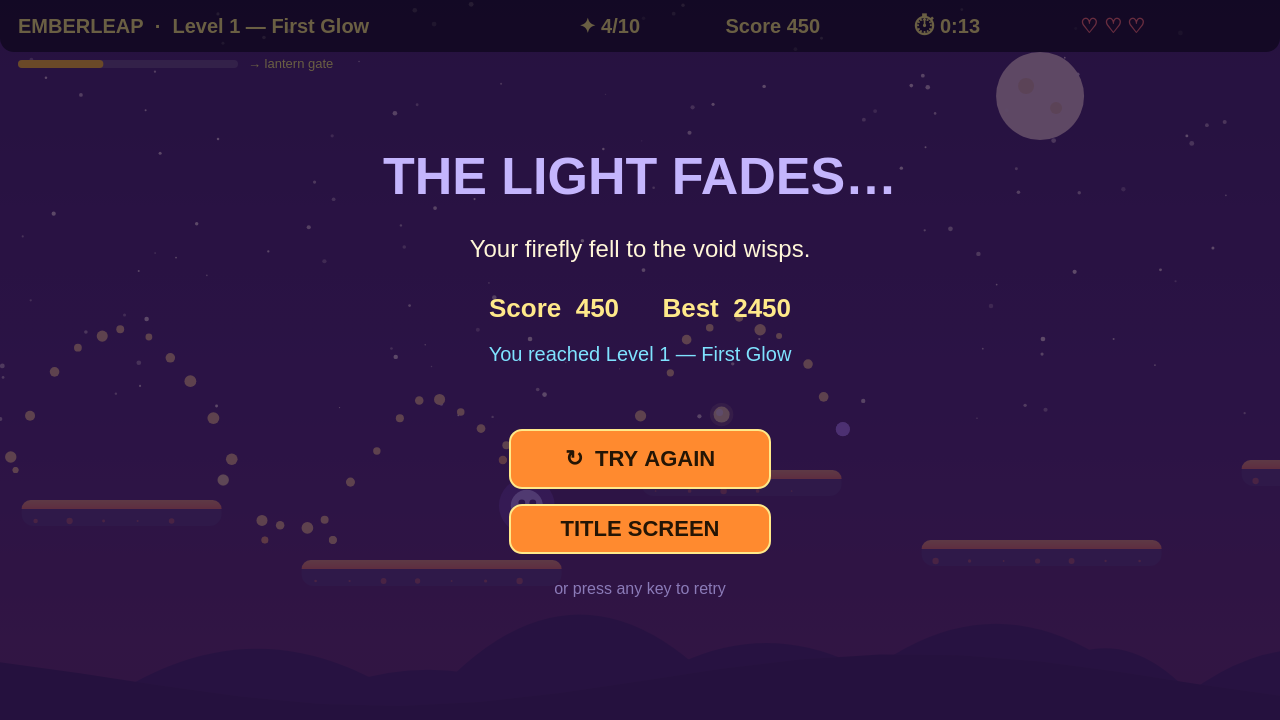 EMBERLEAP · Level 1 — First Glow ✦ 4/10 Score 450 ⏱ 0:13 ♡ ♡ ♡
→ lantern gate
THE LIGHT FADES…
Your firefly fell to the void wisps.
Score 450 Best 2450
You reached Level 1 — First Glow
↻ TRY AGAIN
TITLE SCREEN
or press any key to retry